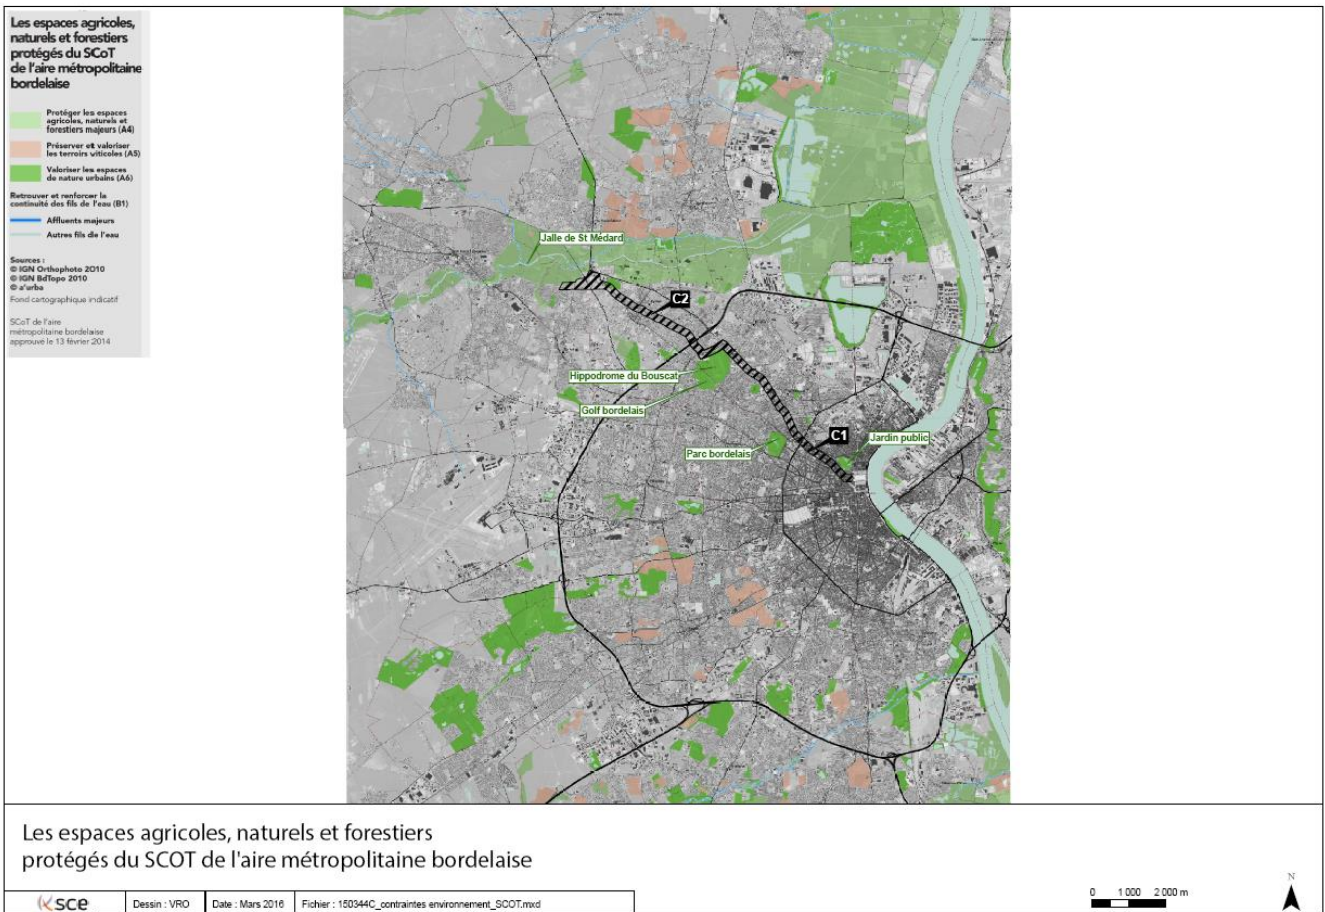 Les espaces agricoles,
naturels et forestiers
protégés du SCoT
de l'aire métropolitaine
bordelaise
Protéger les espaces
agricoles, naturels et
forestiers majeurs (A4)
Préserver et valoriser
les terroirs viticoles (A5)
Valoriser les espaces
de nature urbains (A6)
Retrouver et renforcer la
continuité des fils de l'eau (B1)
Affluents majeurs
Autres fils de l'eau
Sources :
© IGN Orthophoto 2010
© IGN BdTopo 2010
© a'urba
Fond cartographique indicatif
SCoT de l'aire
métropolitaine bordelaise
approuvé le 13 février 2014
Jalle de St Médard
C2
Hippodrome du Bouscat
Golf bordelais
C1
Jardin public
Parc bordelais
Les espaces agricoles, naturels et forestiers
protégés du SCOT de l'aire métropolitaine bordelaise
sce
Dessin : VRO
Date : Mars 2016
Fichier : 150344C_contraintes environnement_SCOT.mxd
0 1 000 2 000 m
N